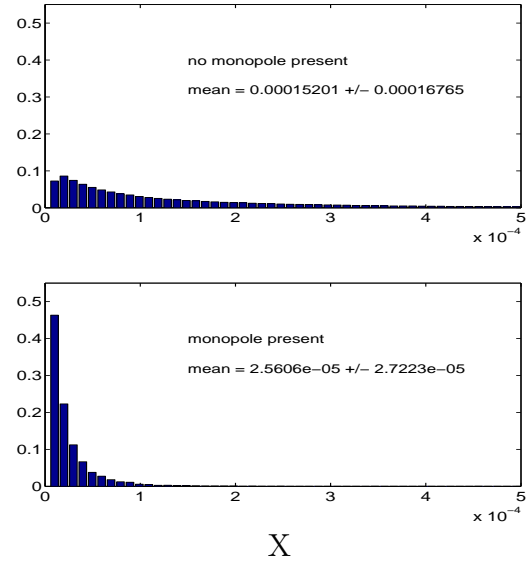 0.5
0.4
0.3
0.2
0.1
0
no monopole present
mean = 0.00015201 +/− 0.00016765
0 1 2 3 4 5
x 10−4
0.5
0.4
0.3
0.2
0.1
0
monopole present
mean = 2.5606e−05 +/− 2.7223e−05
0 1 2 3 4 5
x 10−4
X